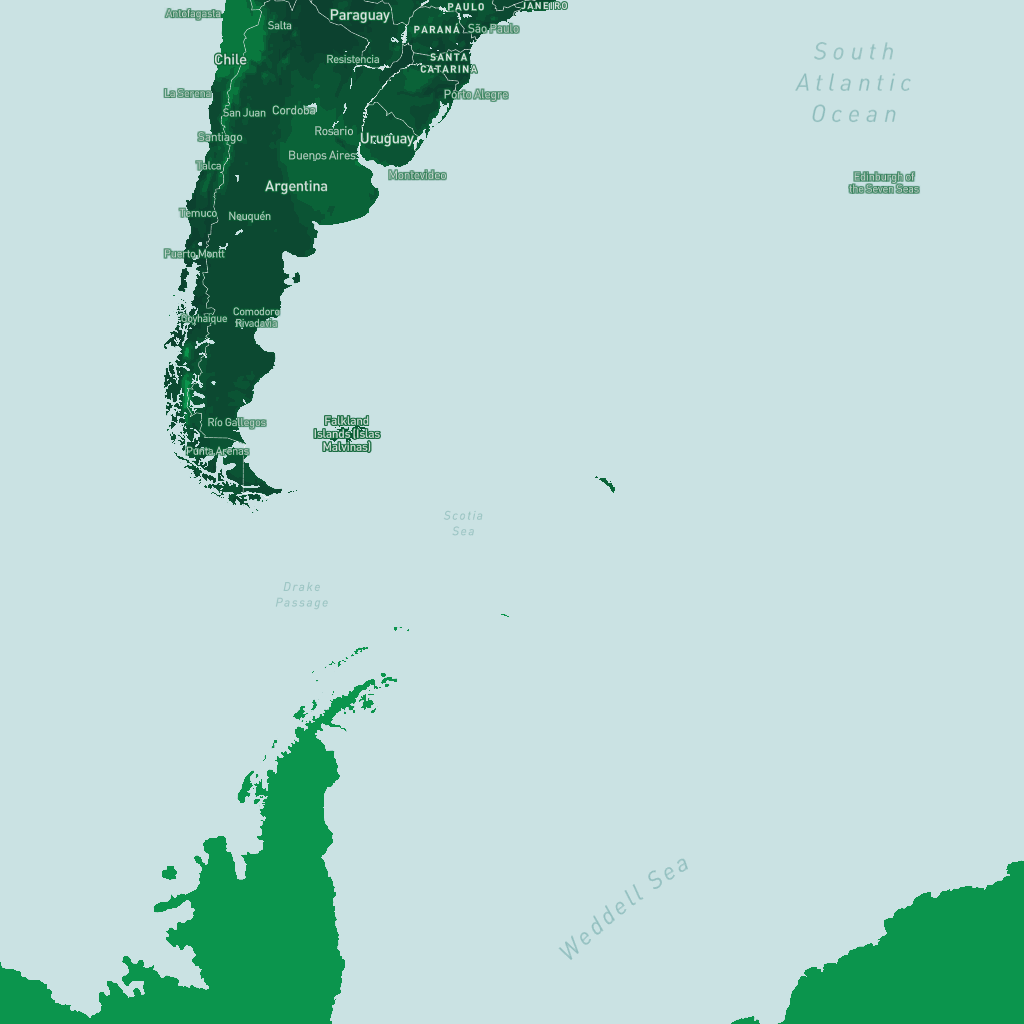 Antofagasta
Paraguay
PAULO
JANEIRO
Salta
PARANÁ
São Paulo
Chile
Resistencia
SANTA
CATARINA
La Serena
Porto Alegre
San Juan
Cordoba
Rosario
Uruguay
Santiago
Buenos Aires
Talca
Montevideo
Argentina
Temuco
Neuquén
Puerto Montt
Coyhaique
Comodoro
Rivadavia
Río Gallegos
Punta Arenas
Falkland
Islands (Islas
Malvinas)
South
Atlantic
Ocean
Edinburgh of
the Seven Seas
Scotia
Sea
Drake
Passage
Weddell Sea